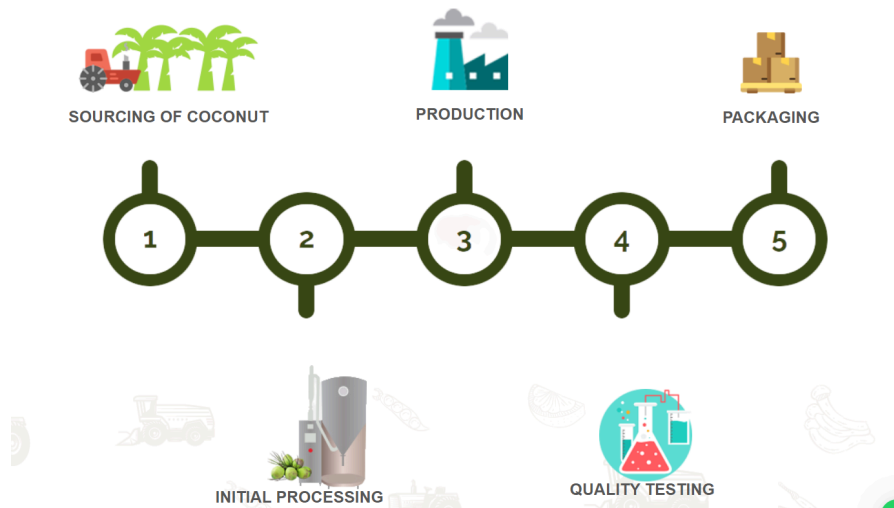 SOURCING OF COCONUT
PRODUCTION
PACKAGING
1
2
3
4
5
INITIAL PROCESSING
QUALITY TESTING